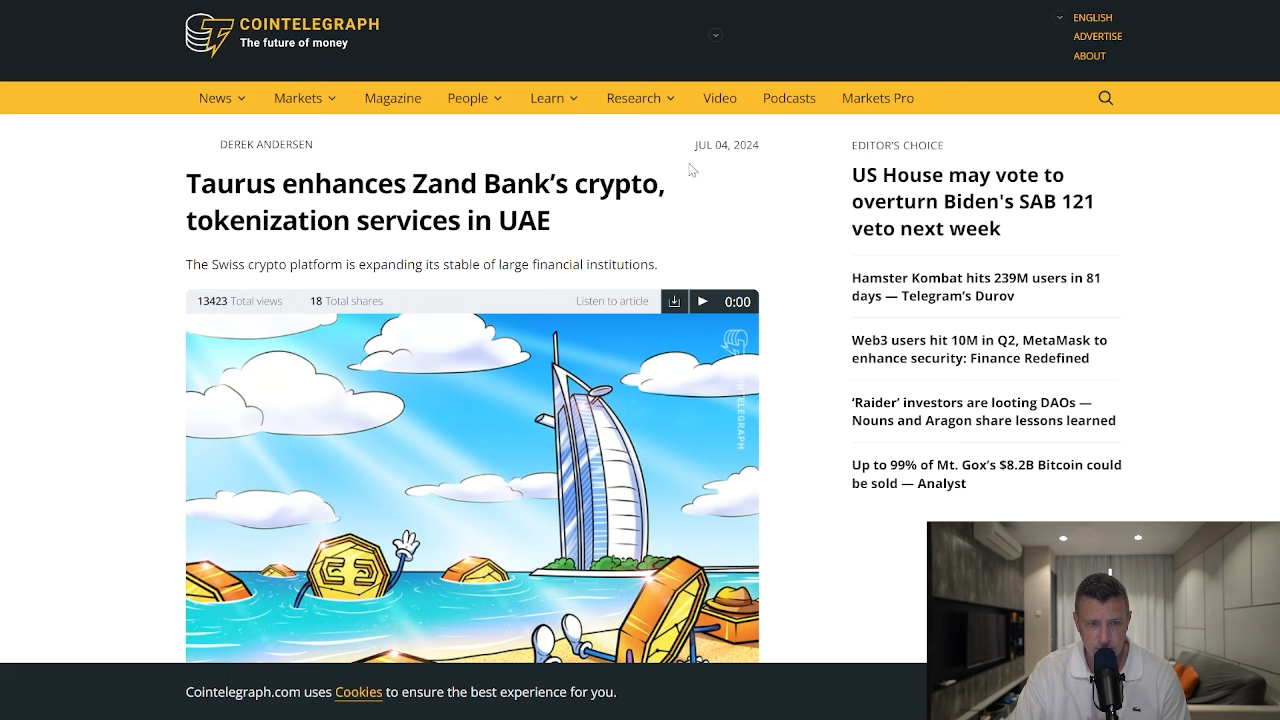 COINTELEGRAPH
The future of money
ENGLISH
ADVERTISE
ABOUT
News
Markets
Magazine
People
Learn
Research
Video
Podcasts
Markets Pro
DEREK ANDERSEN
JUL 04, 2024
Taurus enhances Zand Bank’s crypto,
tokenization services in UAE
The Swiss crypto platform is expanding its stable of large financial institutions.
13423 Total views
18 Total shares
Listen to article
0:00
COINTELEGRAPH
EDITOR'S CHOICE
US House may vote to
overturn Biden's SAB 121
veto next week
Hamster Kombat hits 239M users in 81
days — Telegram’s Durov
Web3 users hit 10M in Q2, MetaMask to
enhance security: Finance Redefined
‘Raider’ investors are looting DAOs —
Nouns and Aragon share lessons learned
Up to 99% of Mt. Gox’s $8.2B Bitcoin could
be sold — Analyst
Cointelegraph.com uses Cookies to ensure the best experience for you.